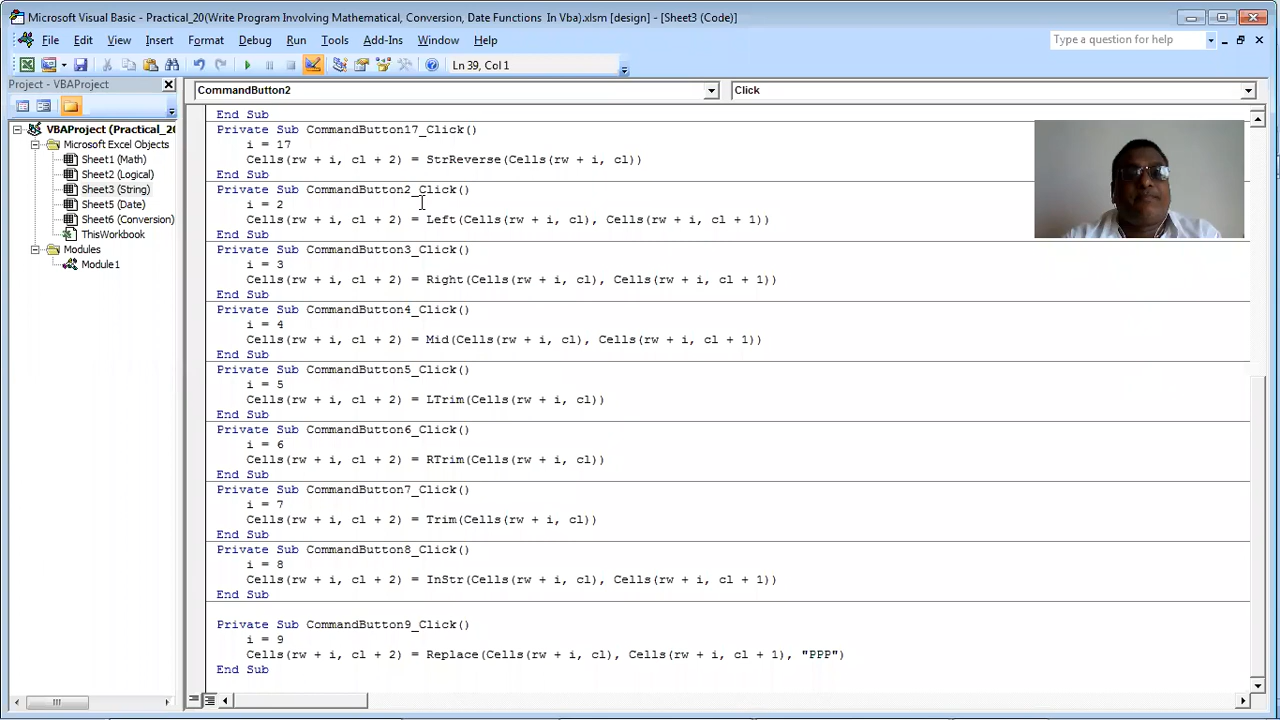 Microsoft Visual Basic - Practical_20(Write Program Involving Mathematical, Conversion, Date Functions In Vba).xlsm [design] - [Sheet3 (Code)]
File Edit View Insert Format Debug Run Tools Add-Ins Window Help
Type a question for help
Ln 39, Col 1
Project - VBAProject
CommandButton2
Click
VBAProject (Practical_20
Microsoft Excel Objects
Sheet1 (Math)
Sheet2 (Logical)
Sheet3 (String)
Sheet5 (Date)
Sheet6 (Conversion)
ThisWorkbook
Modules
Module1
End Sub
Private Sub CommandButton17_Click()
i = 17
Cells(rw + i, cl + 2) = StrReverse(Cells(rw + i, cl))
End Sub
Private Sub CommandButton2_Click()
i = 2
Cells(rw + i, cl + 2) = Left(Cells(rw + i, cl), Cells(rw + i, cl + 1))
End Sub
Private Sub CommandButton3_Click()
i = 3
Cells(rw + i, cl + 2) = Right(Cells(rw + i, cl), Cells(rw + i, cl + 1))
End Sub
Private Sub CommandButton4_Click()
i = 4
Cells(rw + i, cl + 2) = Mid(Cells(rw + i, cl), Cells(rw + i, cl + 1))
End Sub
Private Sub CommandButton5_Click()
i = 5
Cells(rw + i, cl + 2) = LTrim(Cells(rw + i, cl))
End Sub
Private Sub CommandButton6_Click()
i = 6
Cells(rw + i, cl + 2) = RTrim(Cells(rw + i, cl))
End Sub
Private Sub CommandButton7_Click()
i = 7
Cells(rw + i, cl + 2) = Trim(Cells(rw + i, cl))
End Sub
Private Sub CommandButton8_Click()
i = 8
Cells(rw + i, cl + 2) = InStr(Cells(rw + i, cl), Cells(rw + i, cl + 1))
End Sub
Private Sub CommandButton9_Click()
i = 9
Cells(rw + i, cl + 2) = Replace(Cells(rw + i, cl), Cells(rw + i, cl + 1), "PPP")
End Sub